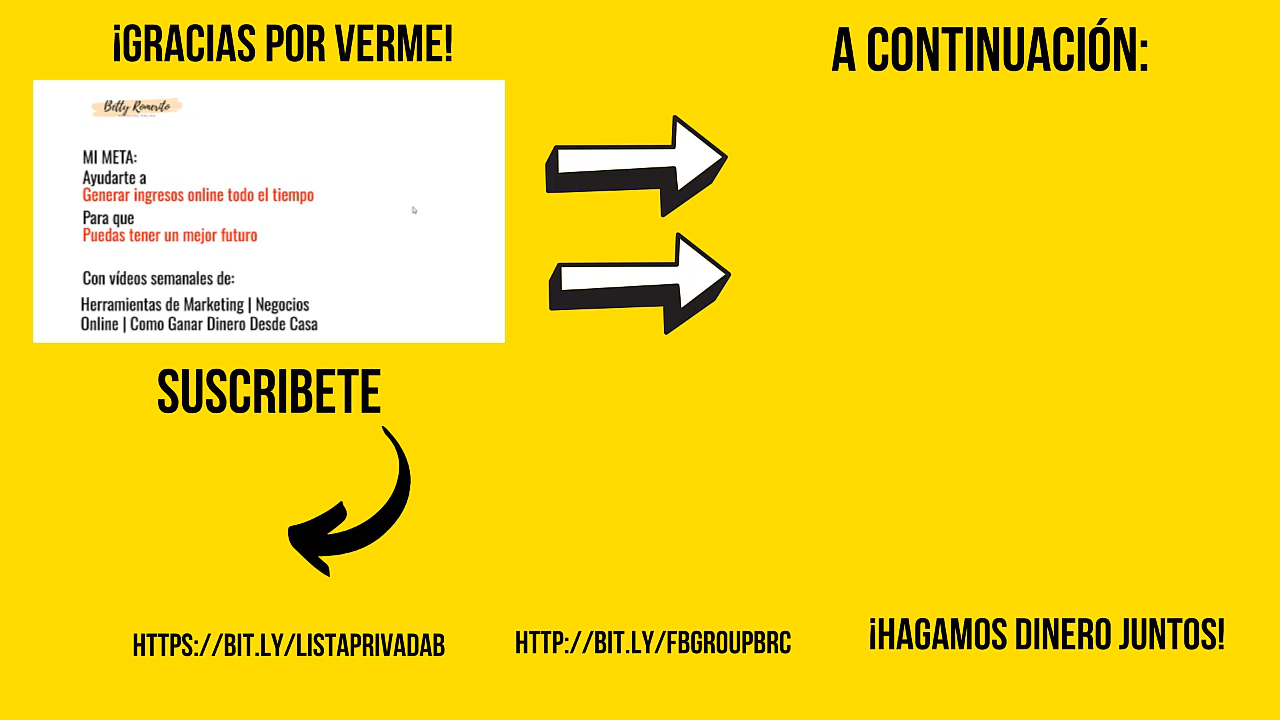 ¡GRACIAS POR VERME!
A CONTINUACIÓN:
Betty Romerito
MI META:
Ayudarte a
Generar ingresos online todo el tiempo
Para que
Puedas tener un mejor futuro
Con vídeos semanales de:
Herramientas de Marketing | Negocios
Online | Como Ganar Dinero Desde Casa
SUSCRIBETE
HTTPS://BIT.LY/LISTAPRIVADAB
HTTP://BIT.LY/FBGROUPBRC
¡HAGAMOS DINERO JUNTOS!